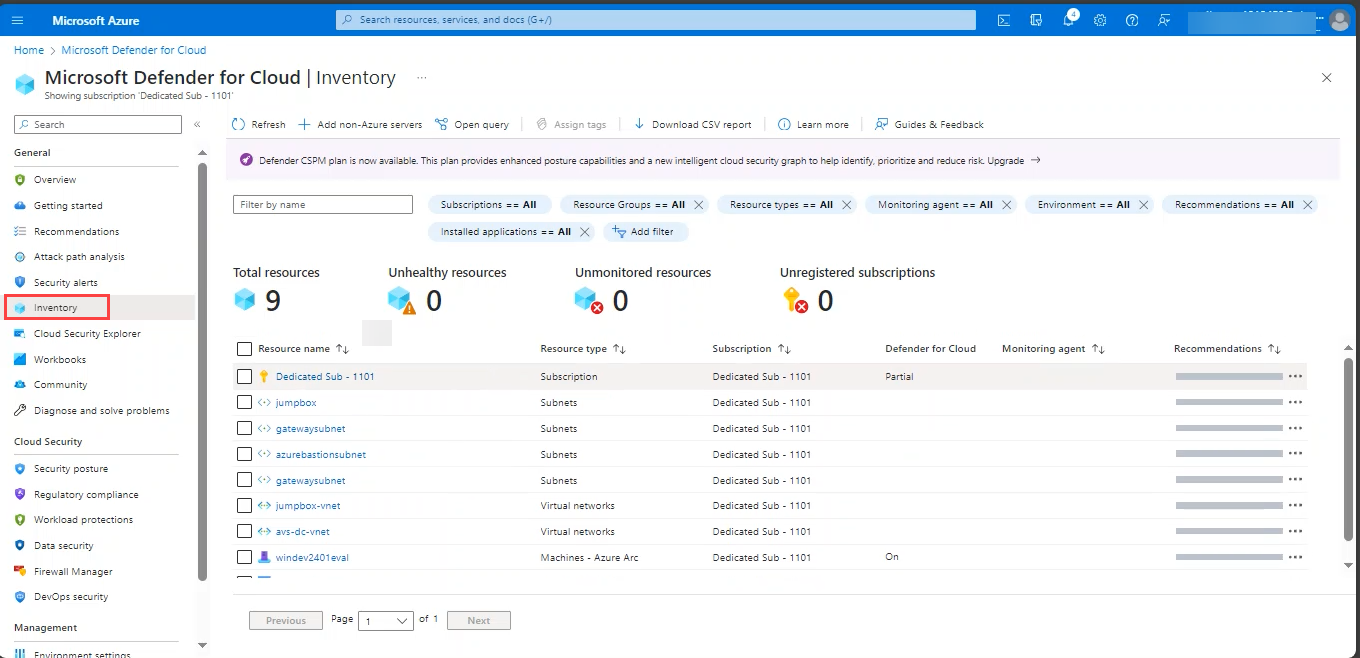 Microsoft Azure
Search resources, services, and docs (G+/)
4
Home > Microsoft Defender for Cloud
Microsoft Defender for Cloud | Inventory ...
Showing subscription 'Dedicated Sub - 1101'
Search
«
Refresh
Add non-Azure servers
Open query
Assign tags
Download CSV report
Learn more
Guides & Feedback
General
Overview
Getting started
Recommendations
Attack path analysis
Security alerts
Inventory
Cloud Security Explorer
Workbooks
Community
Diagnose and solve problems
Cloud Security
Security posture
Regulatory compliance
Workload protections
Data security
Firewall Manager
DevOps security
Management
Environment settings
Defender CSPM plan is now available. This plan provides enhanced posture capabilities and a new intelligent cloud security graph to help identify, prioritize and reduce risk. Upgrade →
Filter by name
Subscriptions == All
Resource Groups == All
Resource types == All
Monitoring agent == All
Environment == All
Recommendations == All
Installed applications == All
Add filter
Total resources Unhealthy resources Unmonitored resources Unregistered subscriptions
9 0 0 0
Resource name Resource type Subscription Defender for Cloud Monitoring agent Recommendations
Dedicated Sub - 1101 Subscription Dedicated Sub - 1101 Partial
jumpbox Subnets Dedicated Sub - 1101
gatewaysubnet Subnets Dedicated Sub - 1101
azurebastionsubnet Subnets Dedicated Sub - 1101
gatewaysubnet Subnets Dedicated Sub - 1101
jumpbox-vnet Virtual networks Dedicated Sub - 1101
avs-dc-vnet Virtual networks Dedicated Sub - 1101
windev2401eval Machines - Azure Arc Dedicated Sub - 1101 On
Previous Page 1 of 1 Next